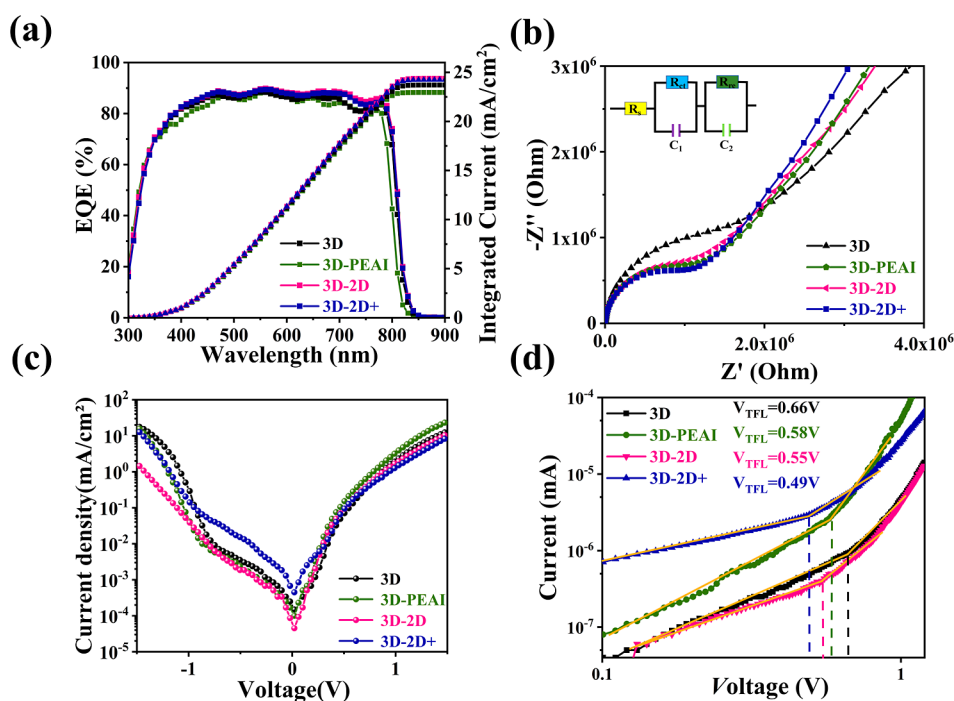 (a)
100
80
60
40
20
0
EQE (%)
300 400 500 600 700 800 900
Wavelength (nm)
25
20
15
10
5
0
Integrated Current (mA/cm²)
3D
3D-PEAI
3D-2D
3D-2D+
(b)
3x10⁶
2x10⁶
1x10⁶
0
-Z'' (Ohm)
0.0 2.0x10⁶ 4.0x10⁶
Z' (Ohm)
Rs
Rct
Rre
C1
C2
3D
3D-PEAI
3D-2D
3D-2D+
(c)
10²
10¹
10⁰
10⁻¹
10⁻²
10⁻³
10⁻⁴
10⁻⁵
Current density(mA/cm²)
-1 0 1
Voltage(V)
3D
3D-PEAI
3D-2D
3D-2D+
(d)
10⁻⁴
10⁻⁵
10⁻⁶
10⁻⁷
Current (mA)
0.1 1
Voltage (V)
3D VTFL=0.66V
3D-PEAI VTFL=0.58V
3D-2D VTFL=0.55V
3D-2D+ VTFL=0.49V